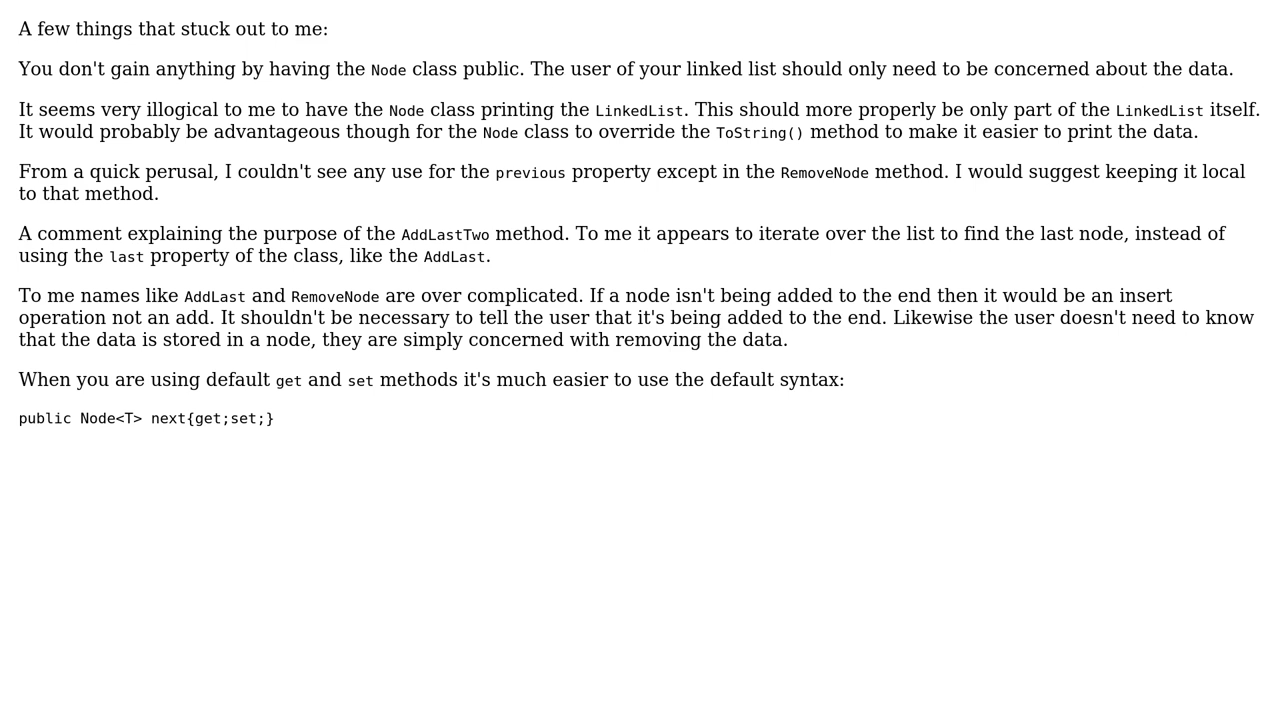 A few things that stuck out to me:
You don't gain anything by having the Node class public. The user of your linked list should only need to be concerned about the data.
It seems very illogical to me to have the Node class printing the LinkedList. This should more properly be only part of the LinkedList itself.
It would probably be advantageous though for the Node class to override the ToString() method to make it easier to print the data.
From a quick perusal, I couldn't see any use for the previous property except in the RemoveNode method. I would suggest keeping it local
to that method.
A comment explaining the purpose of the AddLastTwo method. To me it appears to iterate over the list to find the last node, instead of
using the last property of the class, like the AddLast.
To me names like AddLast and RemoveNode are over complicated. If a node isn't being added to the end then it would be an insert
operation not an add. It shouldn't be necessary to tell the user that it's being added to the end. Likewise the user doesn't need to know
that the data is stored in a node, they are simply concerned with removing the data.
When you are using default get and set methods it's much easier to use the default syntax:
public Node<T> next{get;set;}